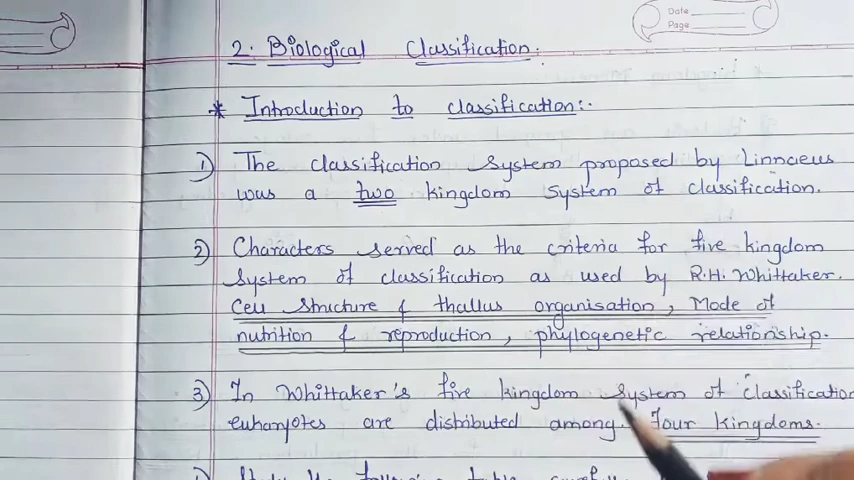 Date
Page
2. Biological Classification.
* Introduction to classification:-
1) The classification system proposed by Linnaeus
was a two kingdom system of classification.
2) Characters served as the criteria for five kingdom
system of classification as used by R.H. Whittaker.
Cell structure & thallus organisation, Mode of
nutrition & reproduction, phylogenetic relationship.
3) In Whittaker's five kingdom system of classification
eukaryotes are distributed among Four kingdoms.